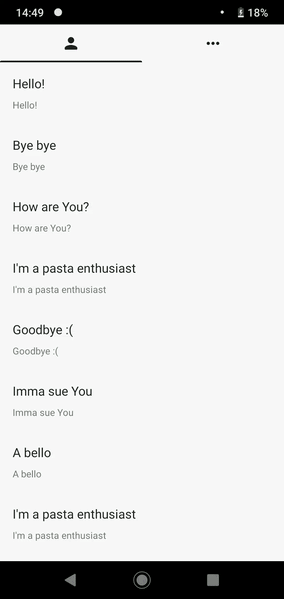 14:49 18%
Hello!
Hello!
Bye bye
Bye bye
How are You?
How are You?
I'm a pasta enthusiast
I'm a pasta enthusiast
Goodbye :(
Goodbye :(
Imma sue You
Imma sue You
A bello
A bello
I'm a pasta enthusiast
I'm a pasta enthusiast